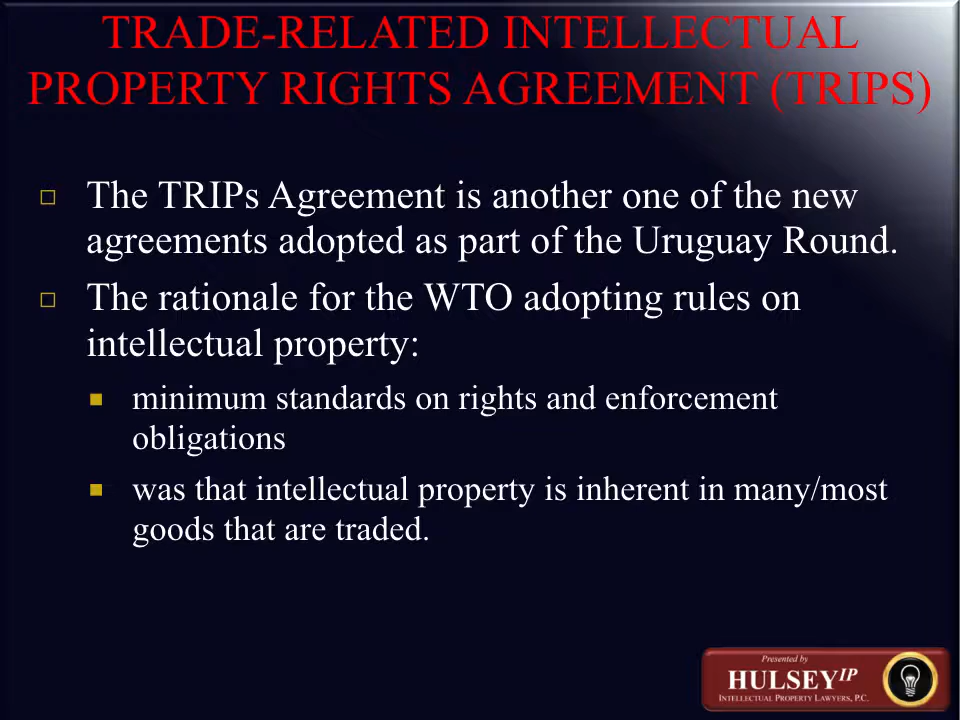 TRADE-RELATED INTELLECTUAL
PROPERTY RIGHTS AGREEMENT (TRIPS)
The TRIPs Agreement is another one of the new
agreements adopted as part of the Uruguay Round.
The rationale for the WTO adopting rules on
intellectual property:
minimum standards on rights and enforcement
obligations
was that intellectual property is inherent in many/most
goods that are traded.
Presented by
HULSEY IP
INTELLECTUAL PROPERTY LAWYERS, P.C.